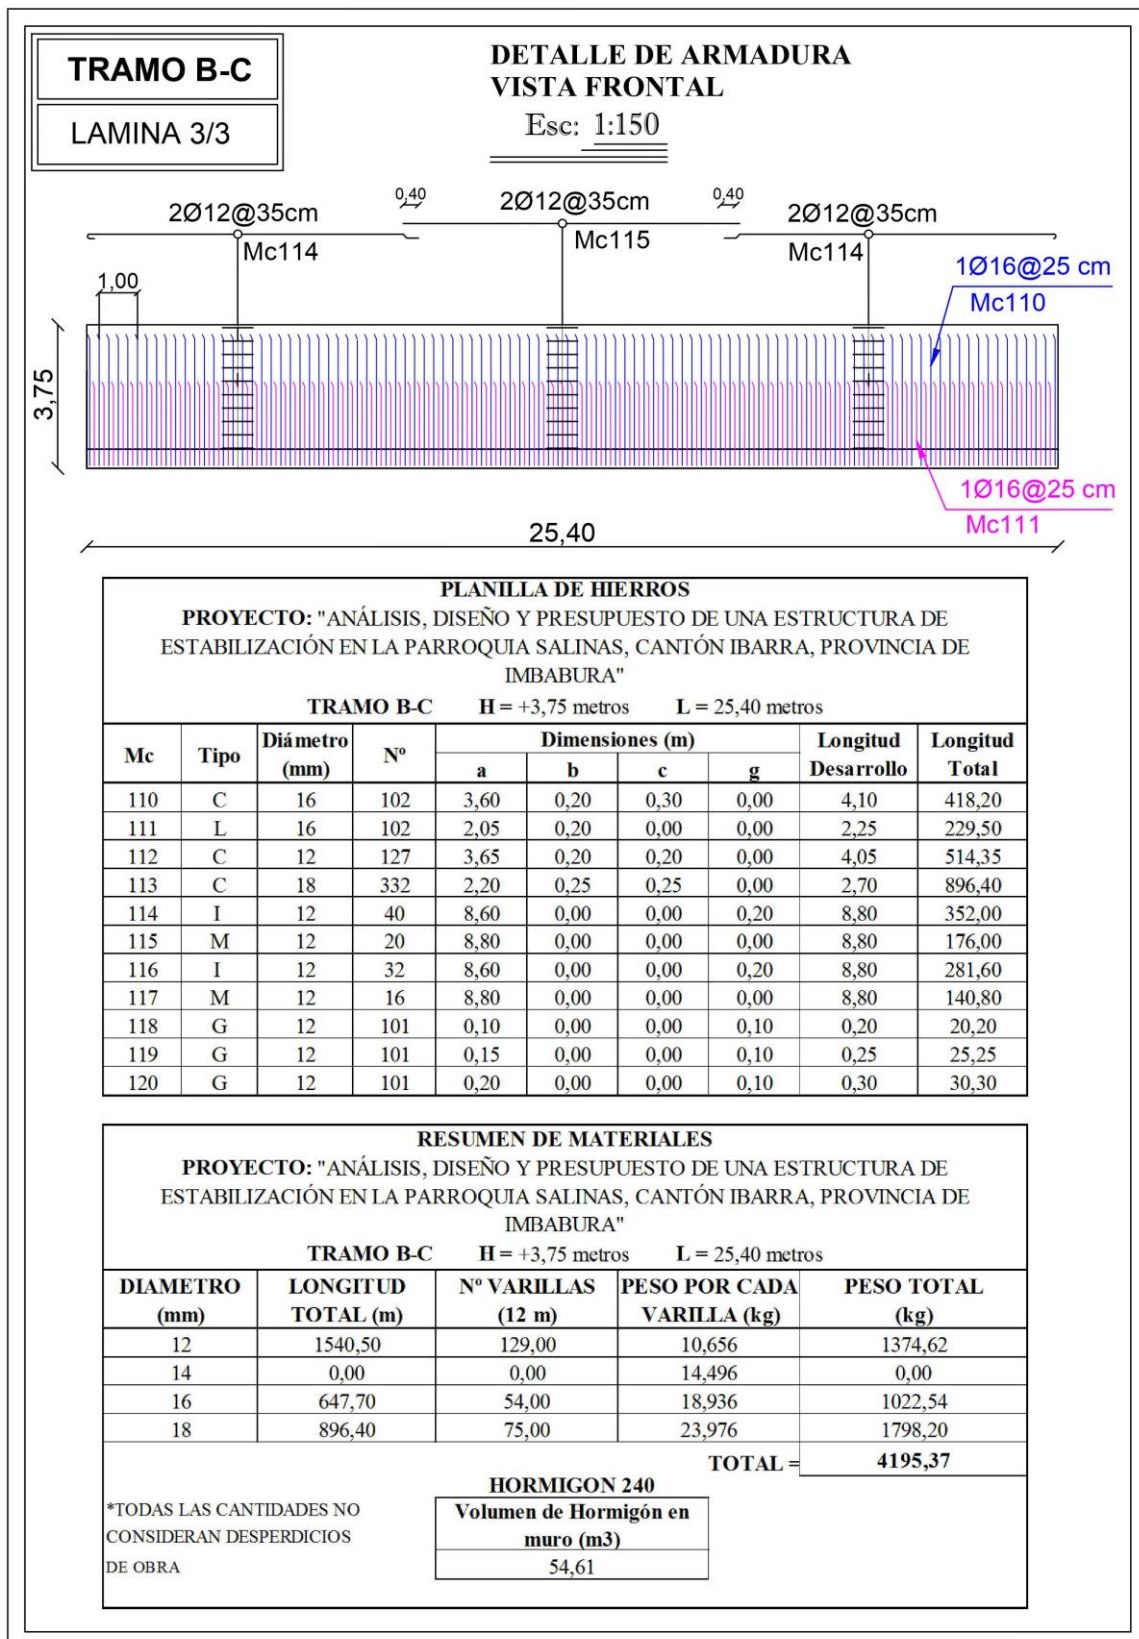 TRAMO B-C
LAMINA 3/3
DETALLE DE ARMADURA
VISTA FRONTAL
Esc: 1:150
2Ø12@35cm
Mc114
0,40
2Ø12@35cm
Mc115
0,40
2Ø12@35cm
Mc114
1,00
1Ø16@25 cm
Mc110
3,75
1Ø16@25 cm
Mc111
25,40
PLANILLA DE HIERROS
PROYECTO: "ANÁLISIS, DISEÑO Y PRESUPUESTO DE UNA ESTRUCTURA DE
ESTABILIZACIÓN EN LA PARROQUIA SALINAS, CANTÓN IBARRA, PROVINCIA DE
IMBABURA"
TRAMO B-C H = +3,75 metros L = 25,40 metros
Mc Tipo Diámetro (mm) Nº Dimensiones (m) Longitud Desarrollo Longitud Total
a b c g
110 C 16 102 3,60 0,20 0,30 0,00 4,10 418,20
111 L 16 102 2,05 0,20 0,00 0,00 2,25 229,50
112 C 12 127 3,65 0,20 0,20 0,00 4,05 514,35
113 C 18 332 2,20 0,25 0,25 0,00 2,70 896,40
114 I 12 40 8,60 0,00 0,00 0,20 8,80 352,00
115 M 12 20 8,80 0,00 0,00 0,00 8,80 176,00
116 I 12 32 8,60 0,00 0,00 0,20 8,80 281,60
117 M 12 16 8,80 0,00 0,00 0,00 8,80 140,80
118 G 12 101 0,10 0,00 0,00 0,10 0,20 20,20
119 G 12 101 0,15 0,00 0,00 0,10 0,25 25,25
120 G 12 101 0,20 0,00 0,00 0,10 0,30 30,30
RESUMEN DE MATERIALES
PROYECTO: "ANÁLISIS, DISEÑO Y PRESUPUESTO DE UNA ESTRUCTURA DE
ESTABILIZACIÓN EN LA PARROQUIA SALINAS, CANTÓN IBARRA, PROVINCIA DE
IMBABURA"
TRAMO B-C H = +3,75 metros L = 25,40 metros
DIAMETRO LONGITUD Nº VARILLAS PESO POR CADA PESO TOTAL
(mm) TOTAL (m) (12 m) VARILLA (kg) (kg)
12 1540,50 129,00 10,656 1374,62
14 0,00 0,00 14,496 0,00
16 647,70 54,00 18,936 1022,54
18 896,40 75,00 23,976 1798,20
TOTAL = 4195,37
HORMIGON 240
*TODAS LAS CANTIDADES NO
CONSIDERAN DESPERDICIOS
DE OBRA
Volumen de Hormigón en
muro (m3)
54,61